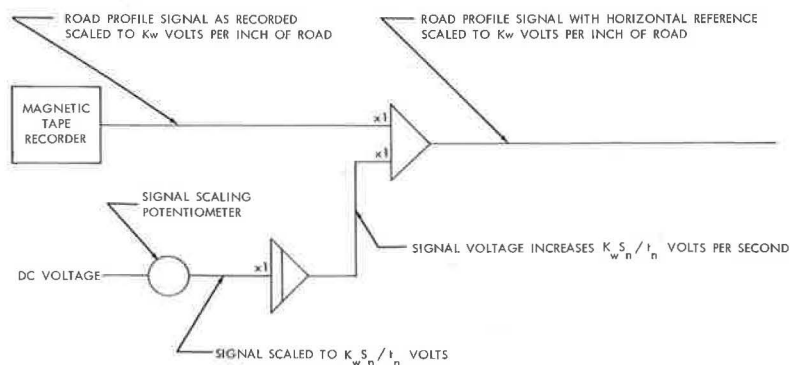 ROAD PROFILE SIGNAL AS RECORDED
SCALED TO Kw VOLTS PER INCH OF ROAD
ROAD PROFILE SIGNAL WITH HORIZONTAL REFERENCE
SCALED TO Kw VOLTS PER INCH OF ROAD
MAGNETIC
TAPE
RECORDER
x1
x1
SIGNAL SCALING
POTENTIOMETER
SIGNAL VOLTAGE INCREASES KwSn/tn VOLTS PER SECOND
DC VOLTAGE
x1
SIGNAL SCALED TO KwSn/tn VOLTS